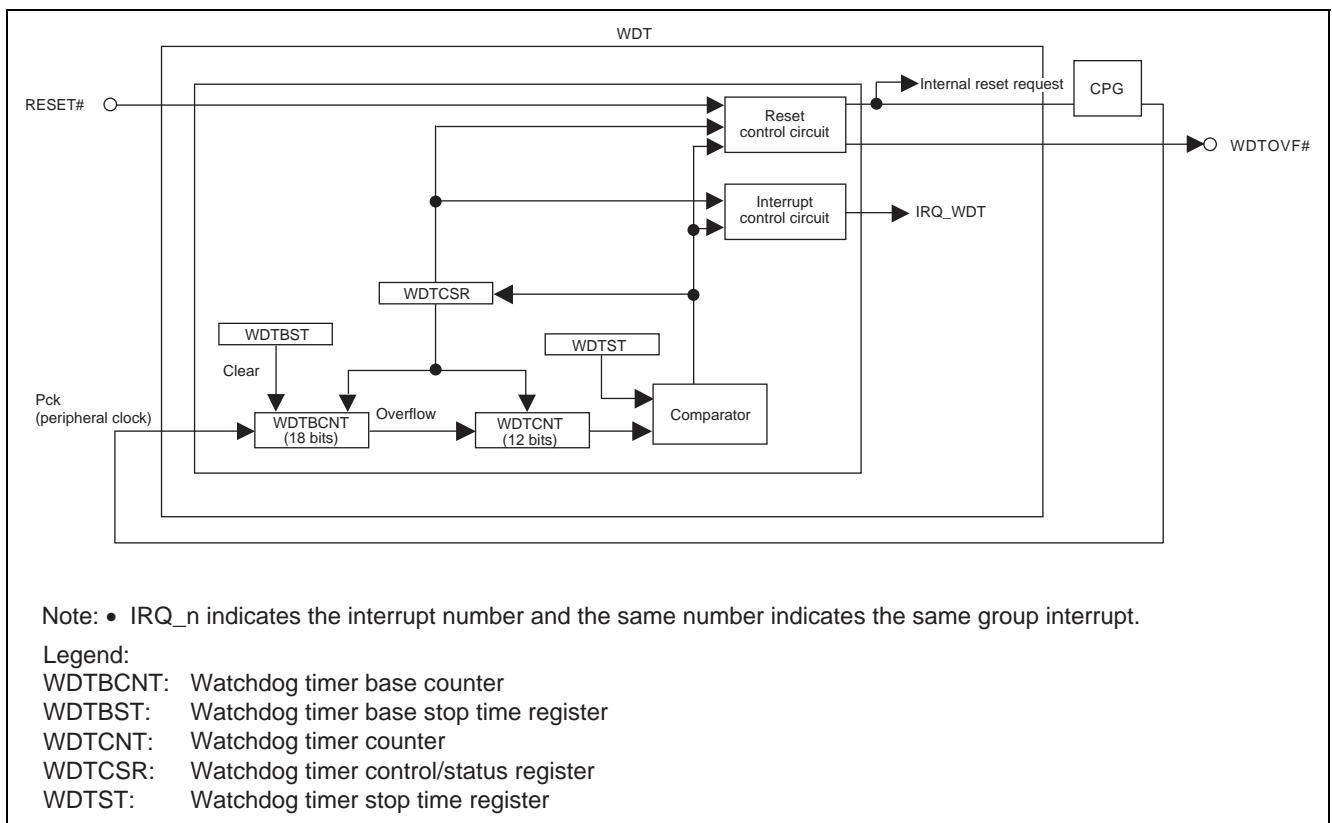 WDT
RESET#
Internal reset request
CPG
Reset
control circuit
WDTOVF#
Interrupt
control circuit
IRQ_WDT
WDTCSR
WDTBST
WDTST
Clear
Pck
(peripheral clock)
WDTBCNT
(18 bits)
Overflow
WDTCNT
(12 bits)
Comparator
Note: • IRQ_n indicates the interrupt number and the same number indicates the same group interrupt.
Legend:
WDTBCNT: Watchdog timer base counter
WDTBST: Watchdog timer base stop time register
WDTCNT: Watchdog timer counter
WDTCSR: Watchdog timer control/status register
WDTST: Watchdog timer stop time register